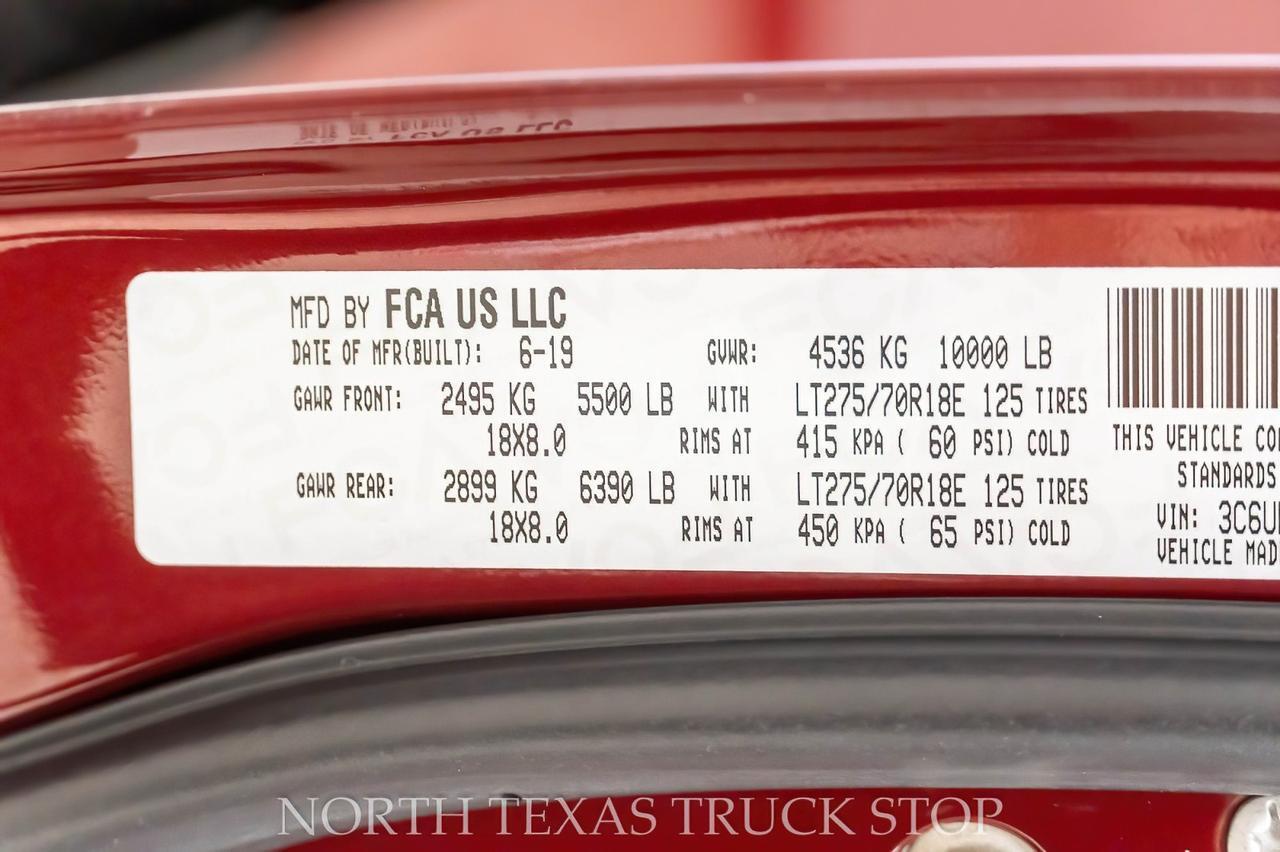 MFD BY FCA US LLC
DATE OF MFR(BUILT): 6-19 GVWR: 4536 KG 10000 LB
GAWR FRONT: 2495 KG 5500 LB WITH LT275/70R18E 125 TIRES
18X8.0 RIMS AT 415 KPA ( 60 PSI) COLD
GAWR REAR: 2899 KG 6390 LB WITH LT275/70R18E 125 TIRES
18X8.0 RIMS AT 450 KPA ( 65 PSI) COLD
THIS VEHICLE
STANDARDS
VIN: 3C6U
VEHICLE MAD
NORTH TEXAS TRUCK STOP